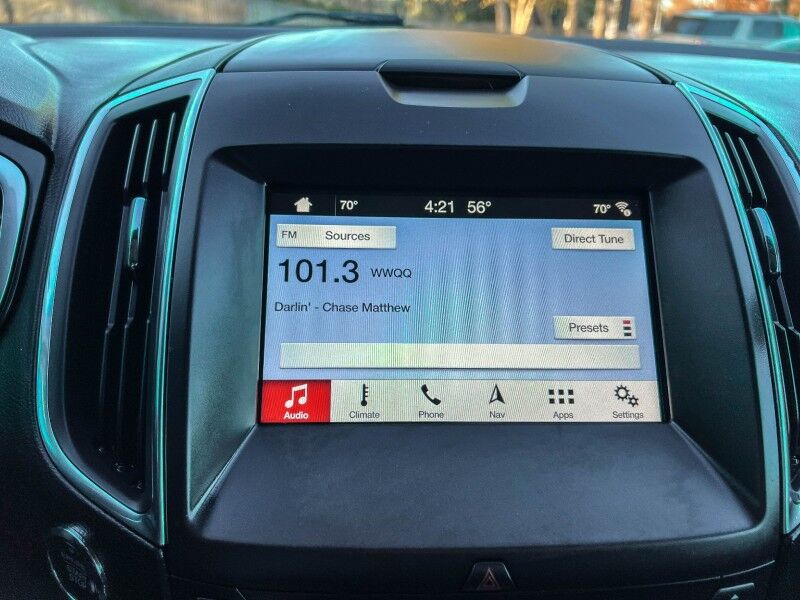 70° 4:21 56° 70°
FM Sources Direct Tune
101.3 WWQQ
Darlin' - Chase Matthew
Presets
Audio Climate Phone Nav Apps Settings